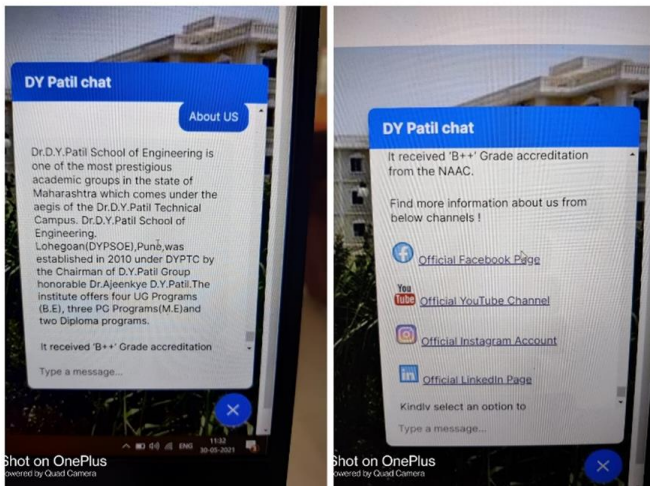 DY Patil chat
About US
Dr.D.Y.Patil School of Engineering is
one of the most prestigious
academic groups in the state of
Maharashtra which comes under the
aegis of the Dr.D.Y.Patil Technical
Campus. Dr.D.Y.Patil School of
Engineering.
Lohegoan(DYPSOE),Pune,was
established in 2010 under DYPTC by
the Chairman of D.Y.Patil Group
honorable Dr.Ajeenkye D.Y.Patil.The
institute offers four UG Programs
(B.E), three PG Programs(M.E)and
two Diploma programs.
It received 'B++' Grade accreditation
Type a message...
ENG
11:32
30-05-2021
Shot on OnePlus
owered by Quad Camera
DY Patil chat
It received 'B++' Grade accreditation
from the NAAC.
Find more information about us from
below channels !
f Official Facebook Page
You
Tube Official YouTube Channel
Official Instagram Account
in Official LinkedIn Page
Kindly select an option to
Type a message...
Shot on OnePlus
owered by Quad Camera